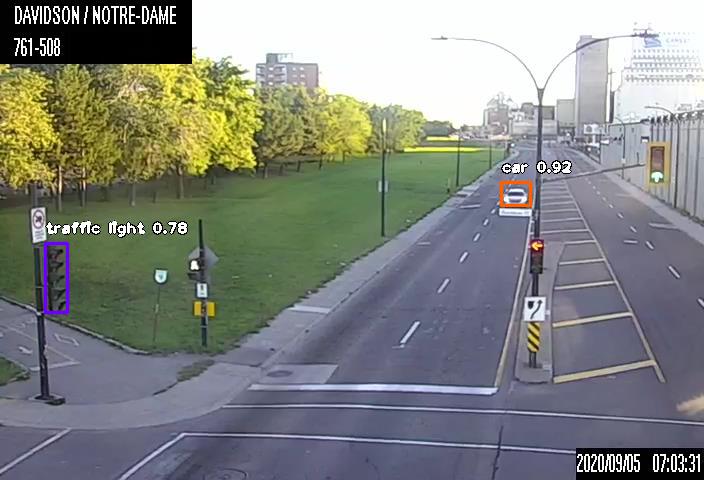 DAVIDSON / NOTRE-DAME
761-508
car 0.92
traffic light 0.78
2020/09/05 07:03:31